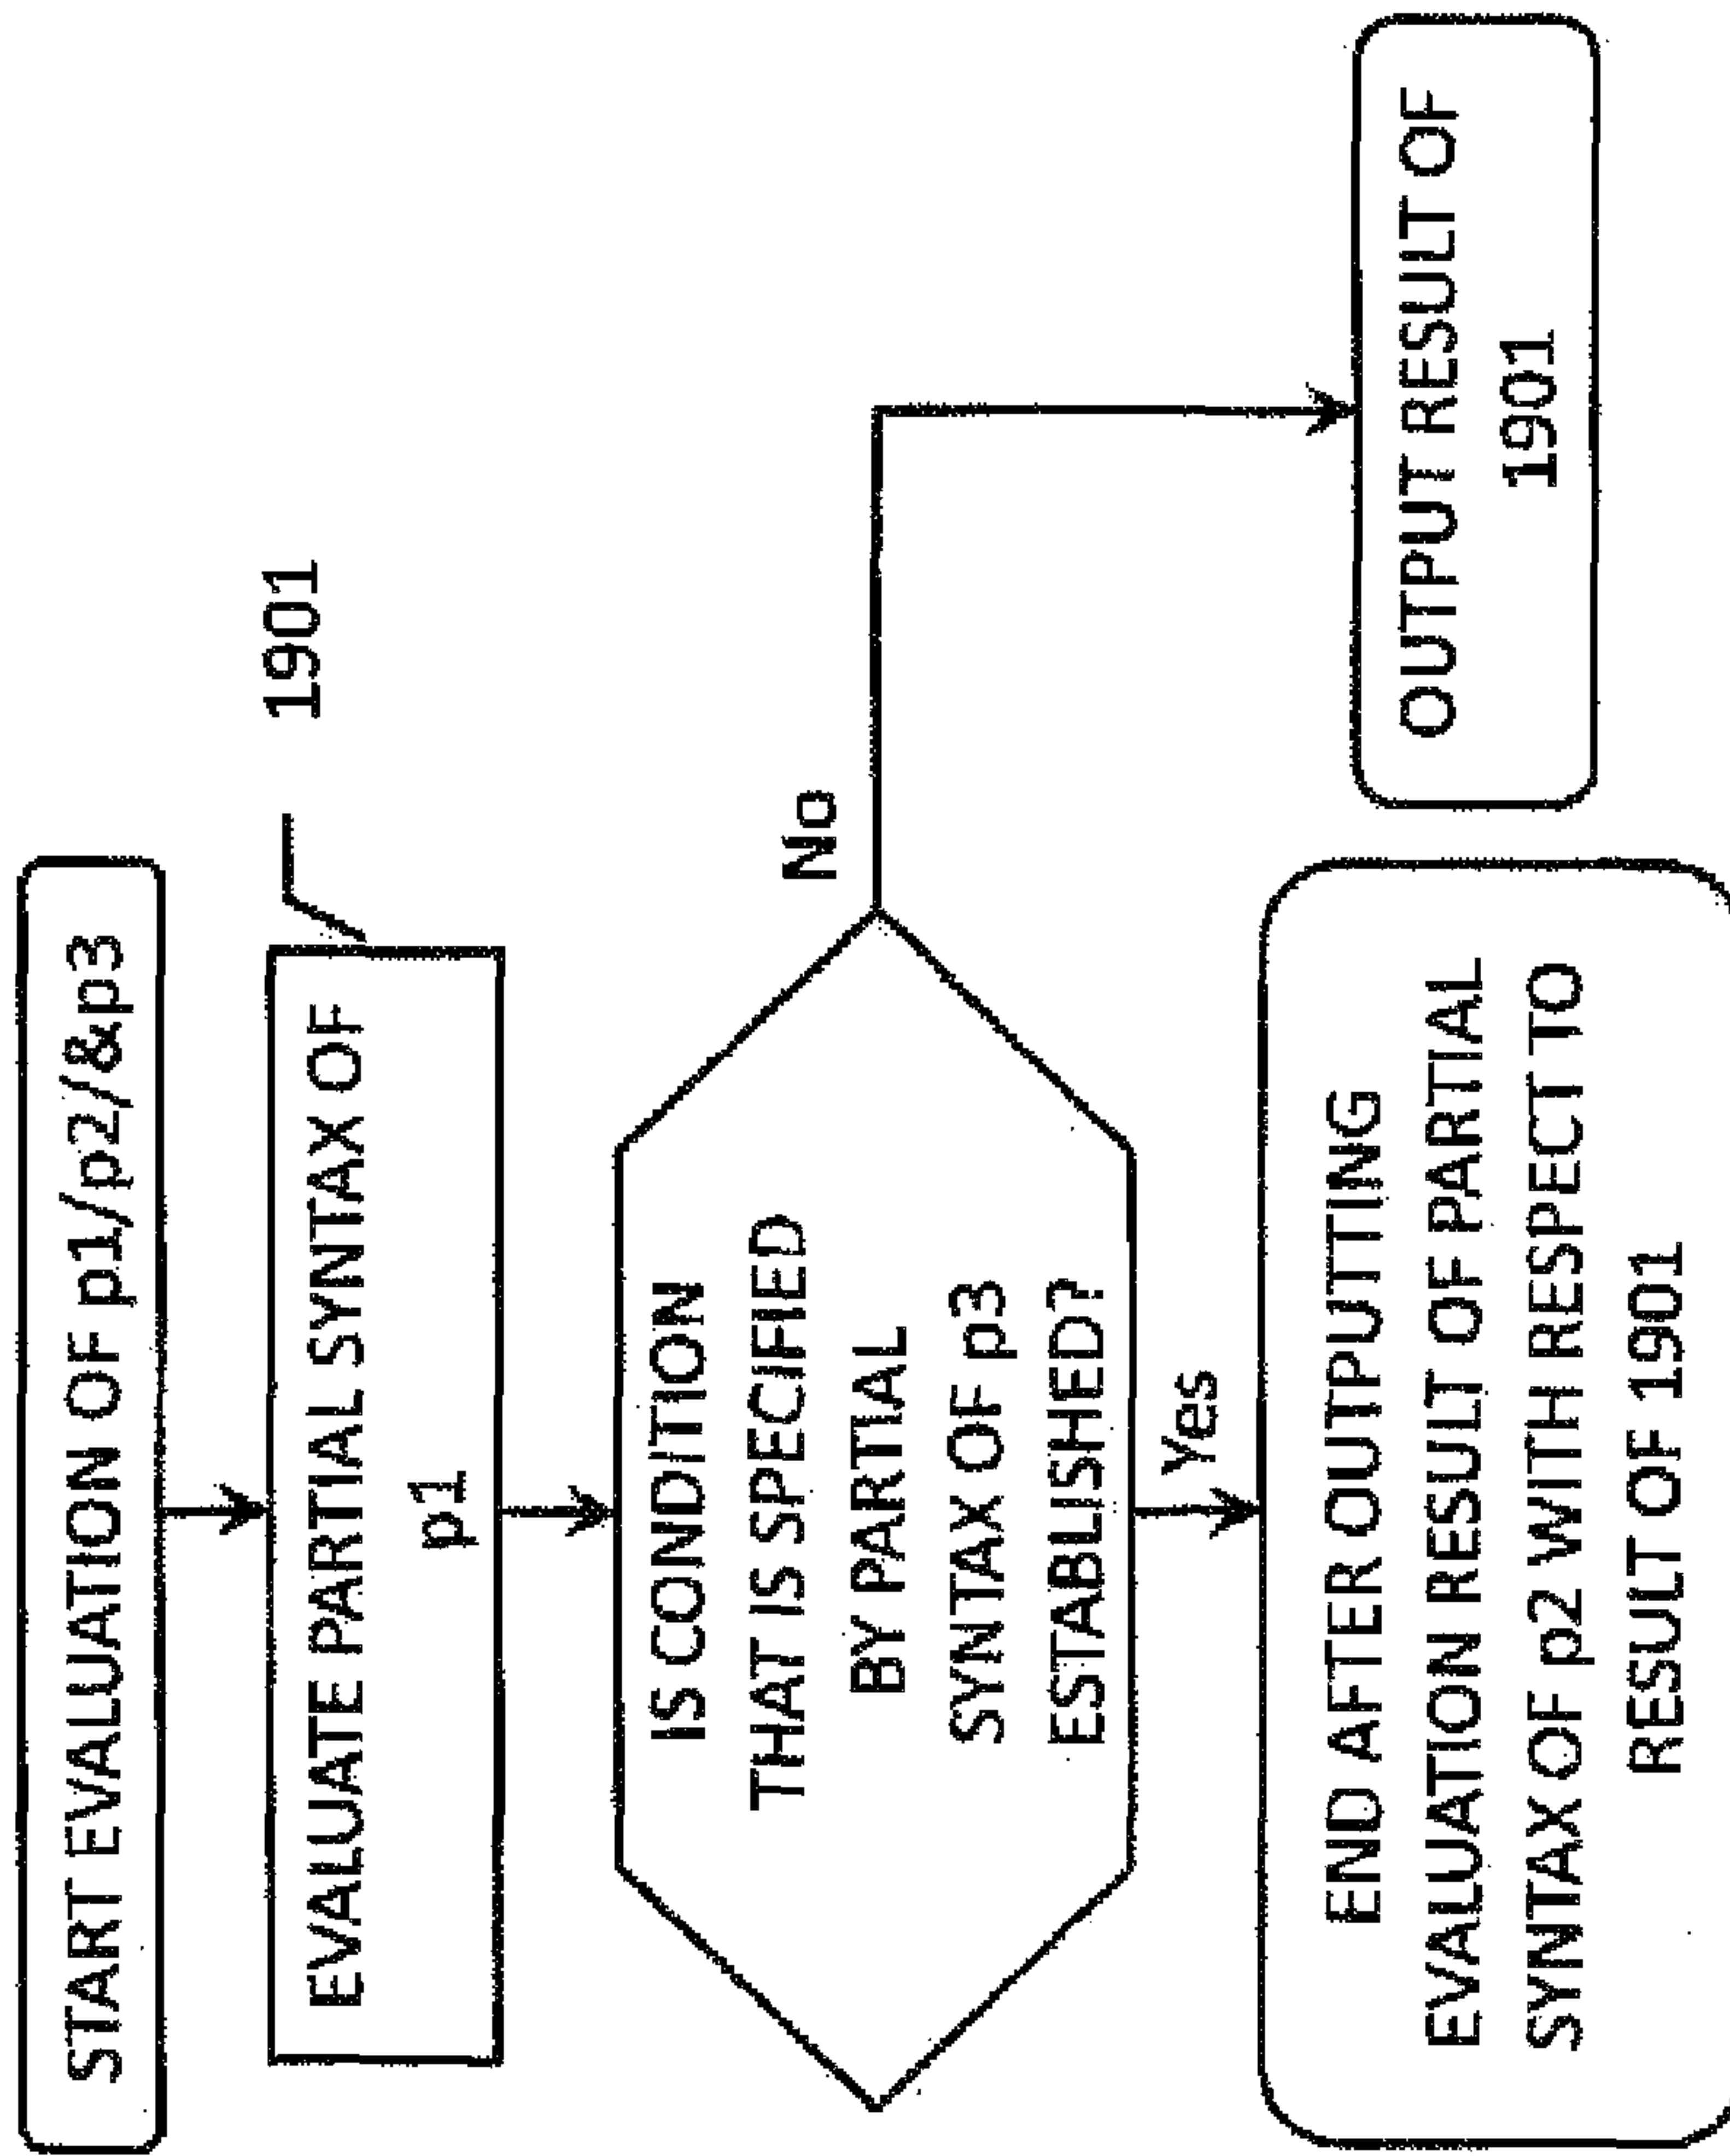 START EVALUATION OF p1/p2//&p3
EVALUATE PARTIAL SYNTAX OF
p1
1901
IS CONDITION
THAT IS SPECIFIED
BY PARTIAL
SYNTAX OF p3
ESTABLISHED?
No
Yes
END AFTER OUTPUTTING
EVALUATION RESULT OF PARTIAL
SYNTAX OF p2 WITH RESPECT TO
RESULT OF 1901
OUTPUT RESULT OF
1901